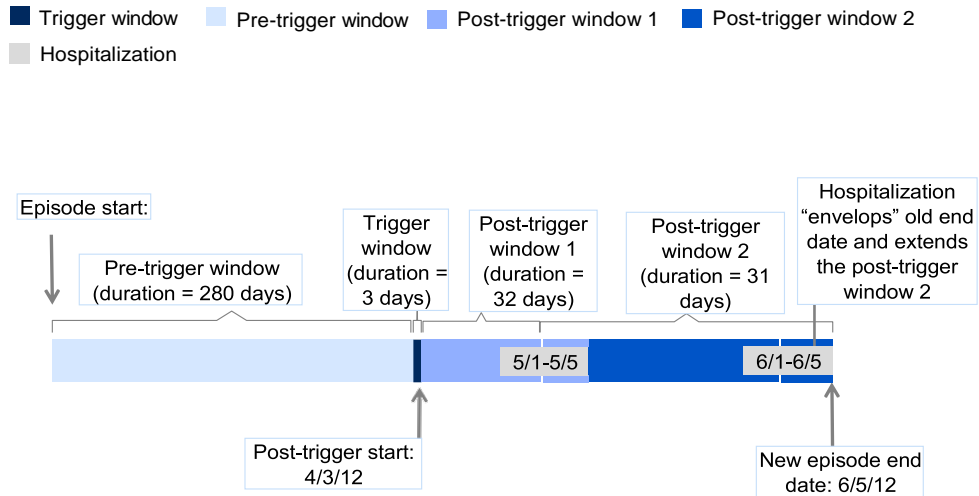 Trigger window
Pre-trigger window
Post-trigger window 1
Post-trigger window 2
Hospitalization
Episode start:
Pre-trigger window
(duration = 280 days)
Trigger
window
(duration =
3 days)
Post-trigger
window 1
(duration =
32 days)
Post-trigger
window 2
(duration = 31
days)
Hospitalization
“envelops” old end
date and extends
the post-trigger
window 2
5/1-5/5
6/1-6/5
Post-trigger start:
4/3/12
New episode end
date: 6/5/12